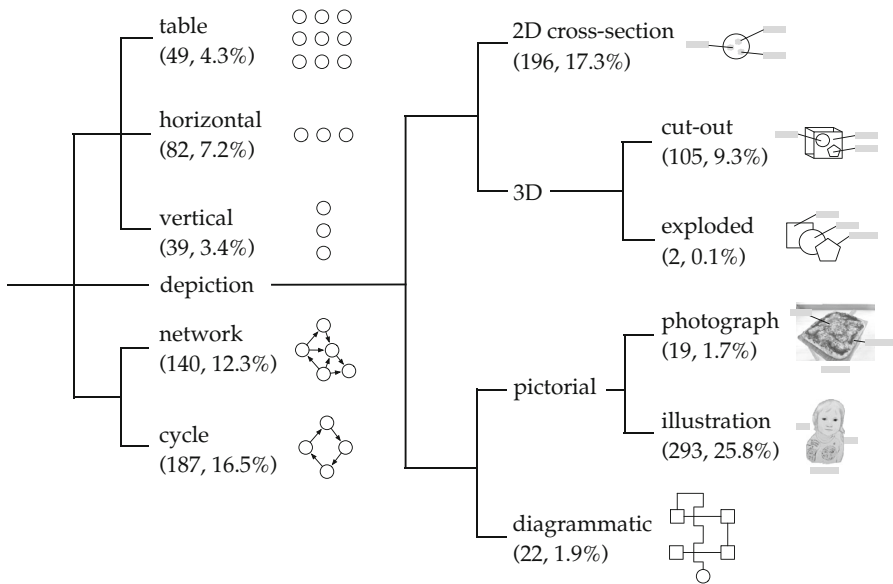 table
(49, 4.3%)
horizontal
(82, 7.2%)
vertical
(39, 3.4%)
depiction
network
(140, 12.3%)
cycle
(187, 16.5%)
2D cross-section
(196, 17.3%)
3D
cut-out
(105, 9.3%)
exploded
(2, 0.1%)
pictorial
photograph
(19, 1.7%)
illustration
(293, 25.8%)
diagrammatic
(22, 1.9%)